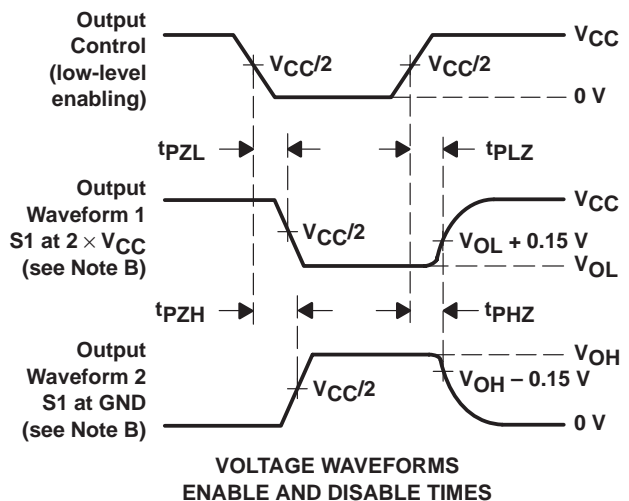 Output
Control
(low-level
enabling)
VCC/2
VCC/2
VCC
0 V
tPZL
tPLZ
Output
Waveform 1
S1 at 2 × VCC
(see Note B)
VCC/2
VCC
VOL + 0.15 V
VOL
tPZH
tPHZ
Output
Waveform 2
S1 at GND
(see Note B)
VCC/2
VOH
VOH − 0.15 V
0 V
VOLTAGE WAVEFORMS
ENABLE AND DISABLE TIMES